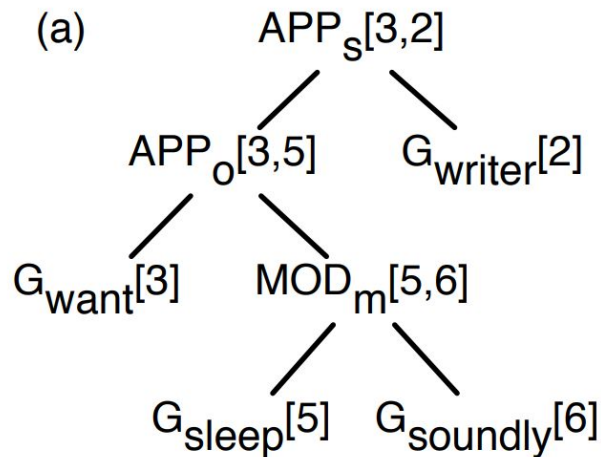 (a) APPs[3,2]
APPo[3,5] Gwriter[2]
Gwant[3] MODm[5,6]
Gsleep[5] Gsoundly[6]